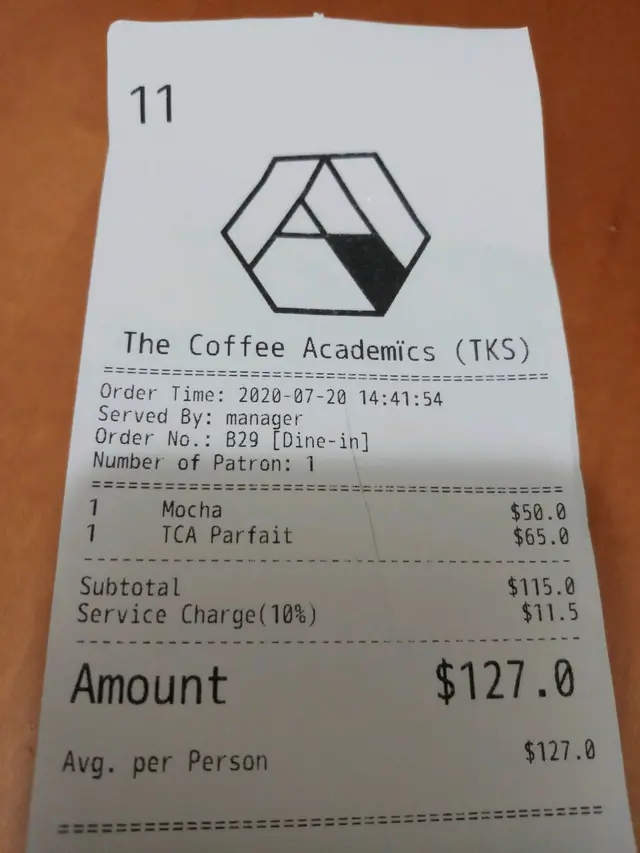 11
The Coffee Academïcs (TKS)
================================================
Order Time: 2020-07-20 14:41:54
Served By: manager
Order No.: B29 [Dine-in]
Number of Patron: 1
================================================
1 Mocha $50.0
1 TCA Parfait $65.0
------------------------------------------------
Subtotal $115.0
Service Charge(10%) $11.5
------------------------------------------------
Amount $127.0
Avg. per Person $127.0
================================================